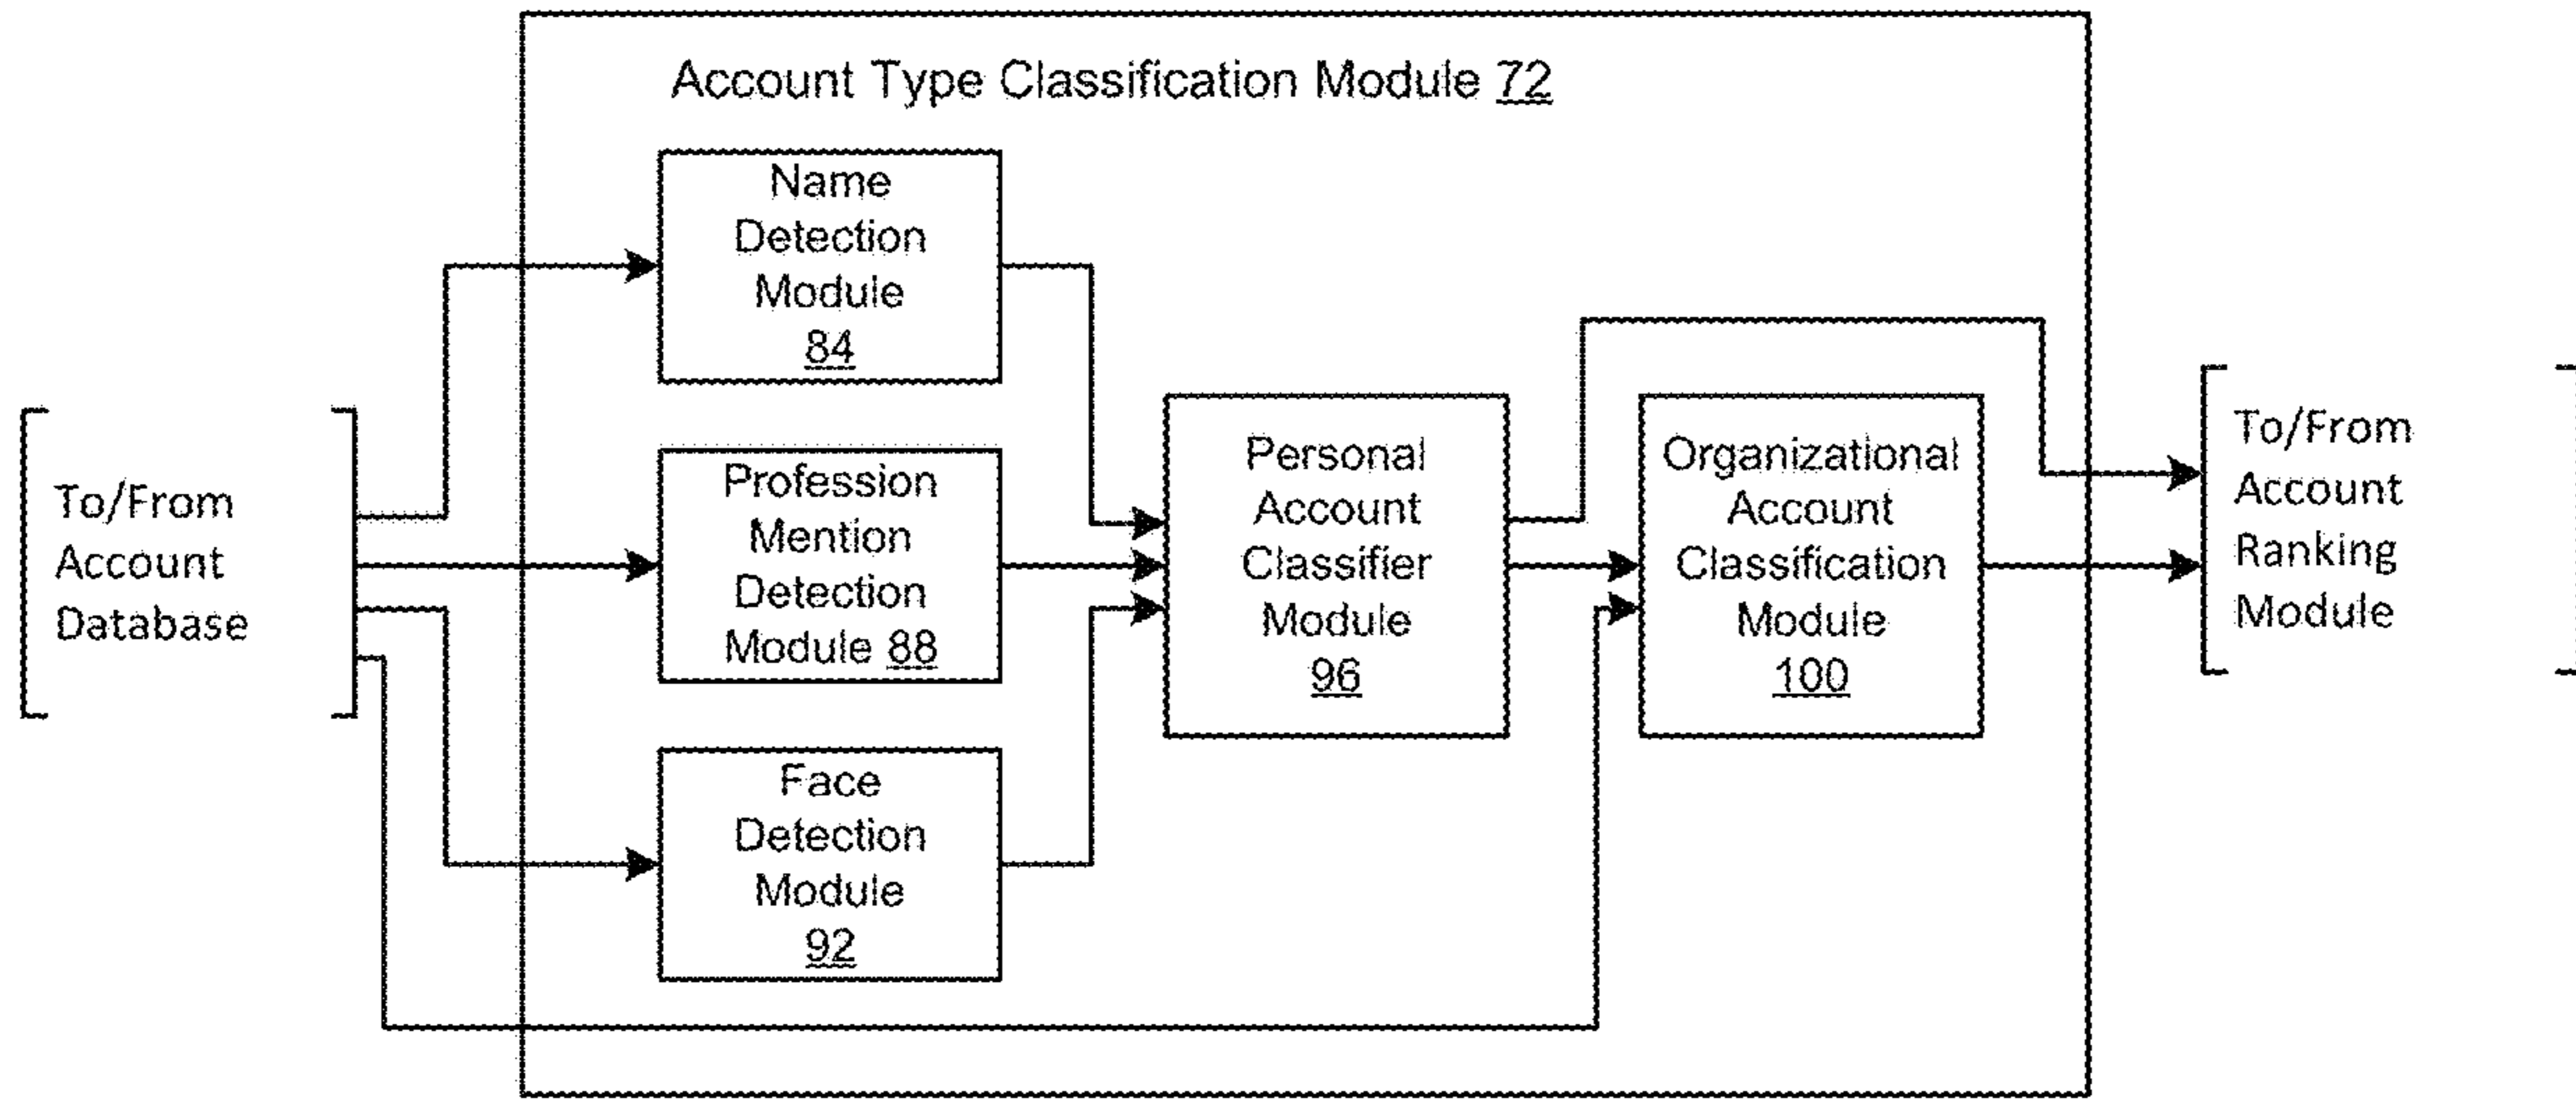 Account Type Classification Module 72
To/From
Account
Database
Name
Detection
Module
84
Profession
Mention
Detection
Module 88
Face
Detection
Module
92
Personal
Account
Classifier
Module
96
Organizational
Account
Classification
Module
100
To/From
Account
Ranking
Module